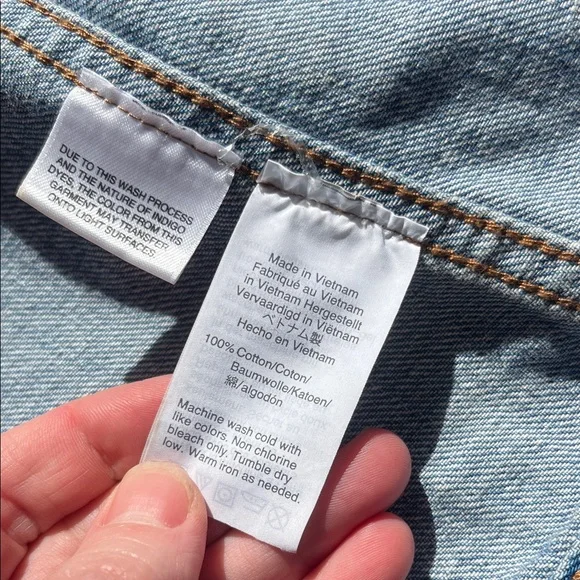 DUE TO THIS WASH PROCESS
AND THE NATURE OF INDIGO
DYES, THE COLOR FROM THIS
GARMENT MAY TRANSFER
ONTO LIGHT SURFACES.
Made in Vietnam
Fabriqué au Vietnam
in Vietnam Hergestellt
Vervaardigd in Viëtnam
ベトナム製
Hecho en Vietnam
100% Cotton/Coton/
Baumwolle/Katoen/
綿/algodón
Machine wash cold with
like colors. Non chlorine
bleach only. Tumble dry
low. Warm iron as needed.